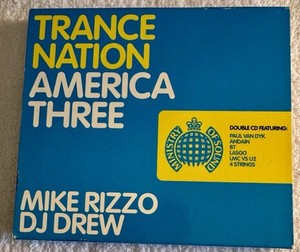 TRANCE
NATION
AMERICA
THREE
MINISTRY OF SOUND
DOUBLE CD FEATURING:
PAUL VAN DYK
ANDAIN
BT
LASGO
LMC VS U2
4 STRINGS
MIKE RIZZO
DJ DREW